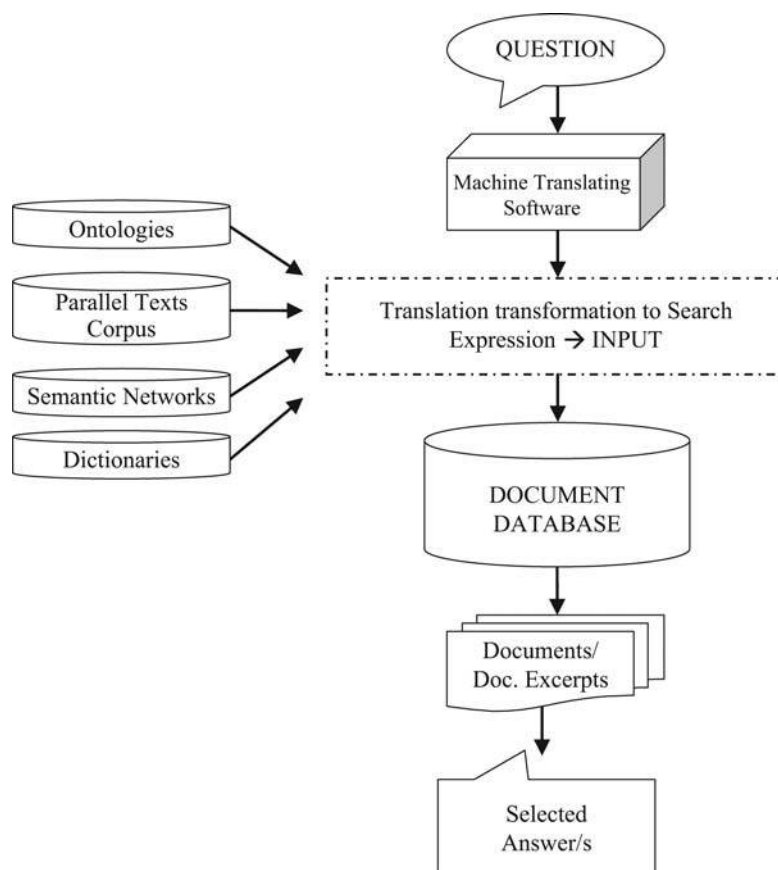 QUESTION
Machine Translating
Software
Ontologies
Parallel Texts
Corpus
Semantic Networks
Dictionaries
Translation transformation to Search
Expression → INPUT
DOCUMENT
DATABASE
Documents/
Doc. Excerpts
Selected
Answer/s